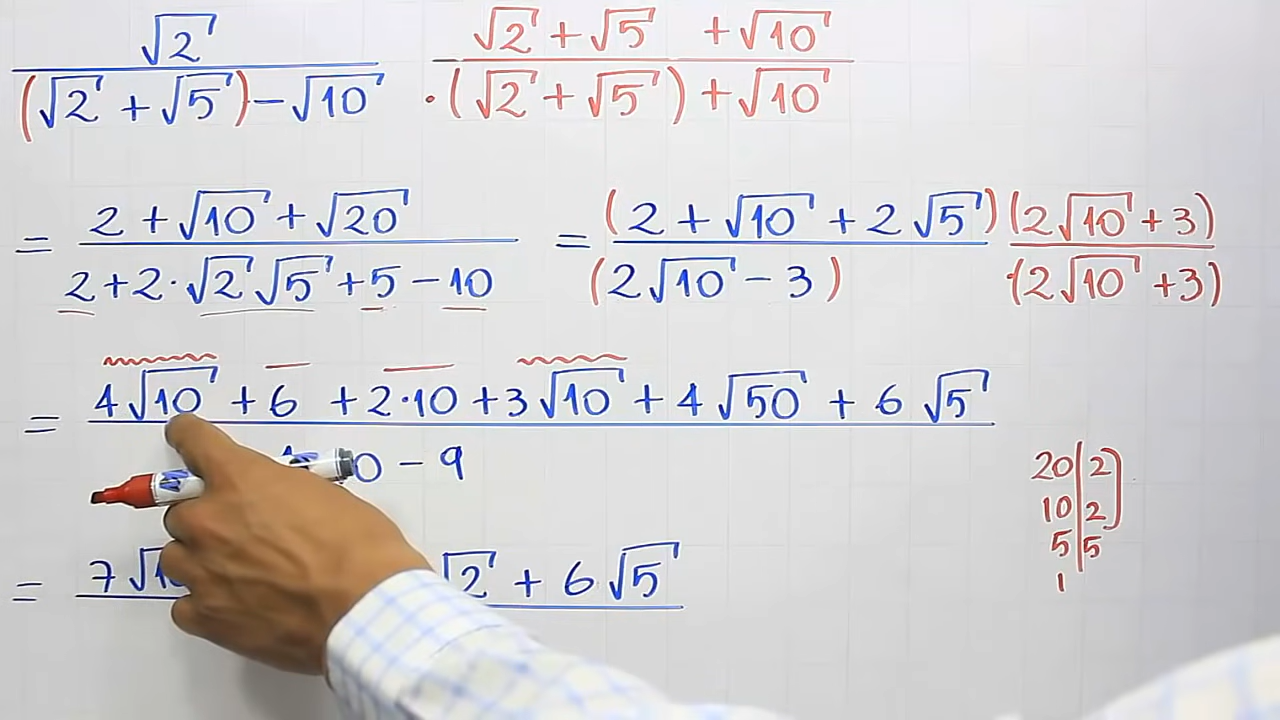 √2 / (√2 + √5) − √10 · √2 + √5 + √10 / (√2 + √5) + √10
= 2 + √10 + √20 / 2 + 2·√2 √5 + 5 − 10 = (2 + √10 + 2√5) (2√10 + 3) / (2√10 − 3) (2√10 + 3)
= 4√10 + 6 + 2·10 + 3√10 + 4√50 + 6√5 / 0 − 9
= 7√10 √2 + 6√5
20 | 2
10 | 2
5 | 5
1